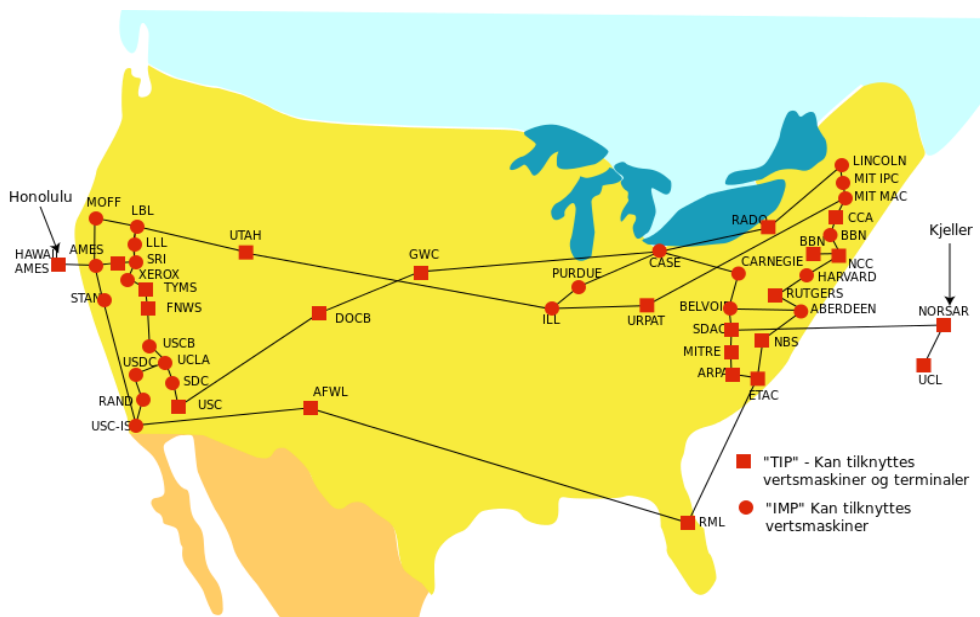 LINCOLN
MIT IPC
MIT MAC
Honolulu
MOFF
LBL
RADO
CCA
UTAH
BBN
Kjeller
LLL
BBN
HAWAII
AMES
AMES
SRI
GWC
CASE
CARNEGIE
NCC
XEROX
PURDUE
HARVARD
TYMS
STAN
RUTGERS
FNWS
DOCB
ILL
URPAT
BELVOIR
ABERDEEN
NORSAR
SDAC
USCB
NBS
USDC
UCLA
MITRE
SDC
ARPA
UCL
RAND
USC
AFWL
ETAC
USC-IS
"TIP" - Kan tilknyttes
vertsmaskiner og terminaler
"IMP" Kan tilknyttes
vertsmaskiner
RML